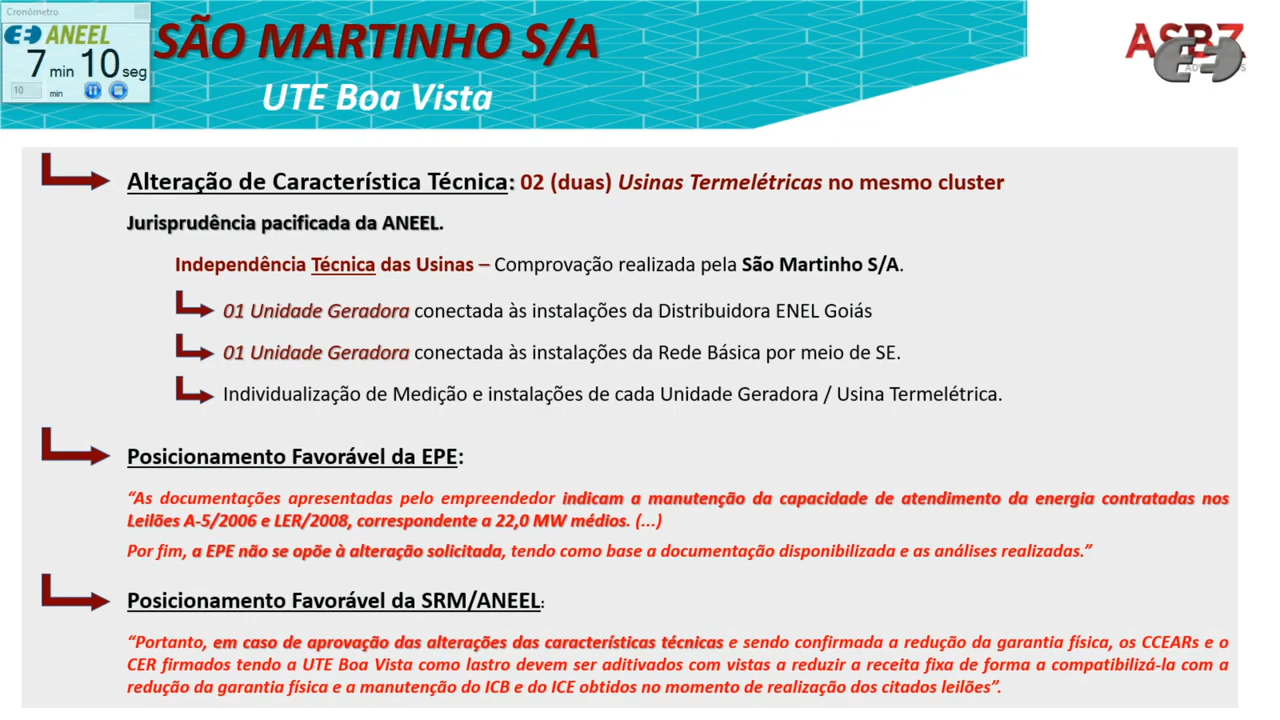 Cronômetro
ANEEL
7 min 10 seg
10 min
SÃO MARTINHO S/A
UTE Boa Vista
ASBZ
Alteração de Característica Técnica: 02 (duas) Usinas Termelétricas no mesmo cluster
Jurisprudência pacificada da ANEEL.
Independência Técnica das Usinas – Comprovação realizada pela São Martinho S/A.
01 Unidade Geradora conectada às instalações da Distribuidora ENEL Goiás
01 Unidade Geradora conectada às instalações da Rede Básica por meio de SE.
Individualização de Medição e instalações de cada Unidade Geradora / Usina Termelétrica.
Posicionamento Favorável da EPE:
“As documentações apresentadas pelo empreendedor indicam a manutenção da capacidade de atendimento da energia contratadas nos
Leilões A-5/2006 e LER/2008, correspondente a 22,0 MW médios. (...)
Por fim, a EPE não se opõe à alteração solicitada, tendo como base a documentação disponibilizada e as análises realizadas.”
Posicionamento Favorável da SRM/ANEEL:
“Portanto, em caso de aprovação das alterações das características técnicas e sendo confirmada a redução da garantia física, os CCEARs e o
CER firmados tendo a UTE Boa Vista como lastro devem ser aditivados com vistas a reduzir a receita fixa de forma a compatibilizá-la com a
redução da garantia física e a manutenção do ICB e do ICE obtidos no momento de realização dos citados leilões”.